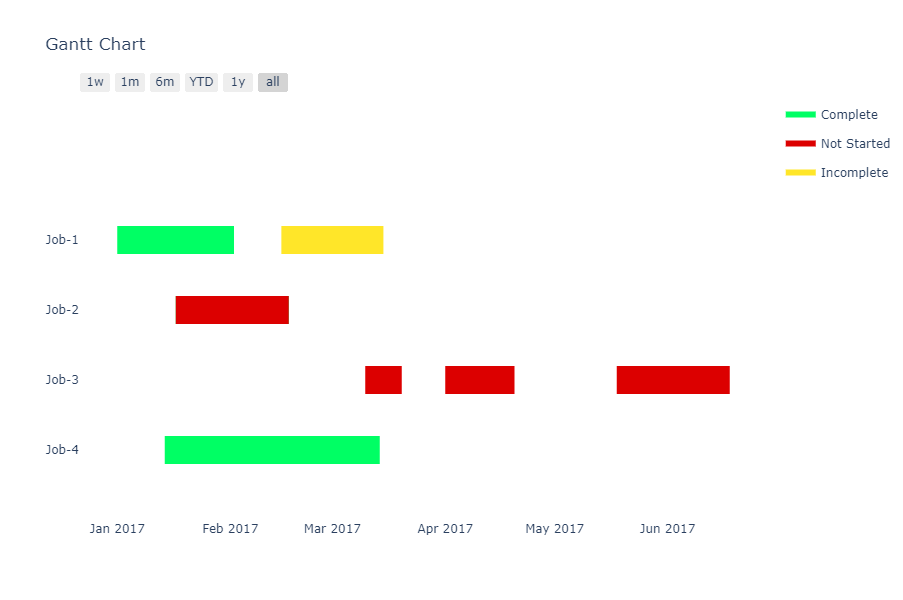 Gantt Chart
1w 1m 6m YTD 1y all
Complete
Not Started
Incomplete
Job-1
Job-2
Job-3
Job-4
Jan 2017 Feb 2017 Mar 2017 Apr 2017 May 2017 Jun 2017